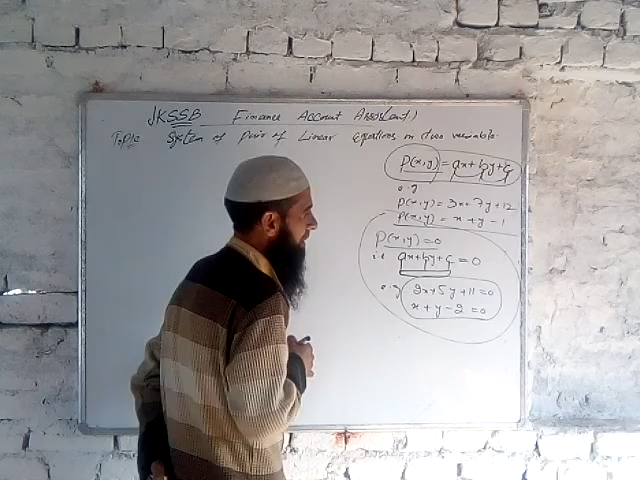 JKSSB Finance Account Assistant)
Topic System of Pair of Linear Equations in two variable
P(x,y) = ax+by+c
e.g
P(x,y) = 3x+7y+12
P(x,y) = x+y-1
P(x,y)=0
i.e ax+by+c=0
e.g 2x+5y+11=0
x+y-2=0